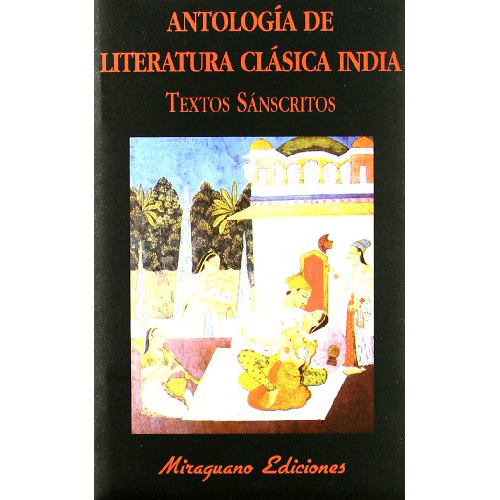 ANTOLOGÍA DE
LITERATURA CLÁSICA INDIA
TEXTOS SÁNSCRITOS
Miraguano Ediciones